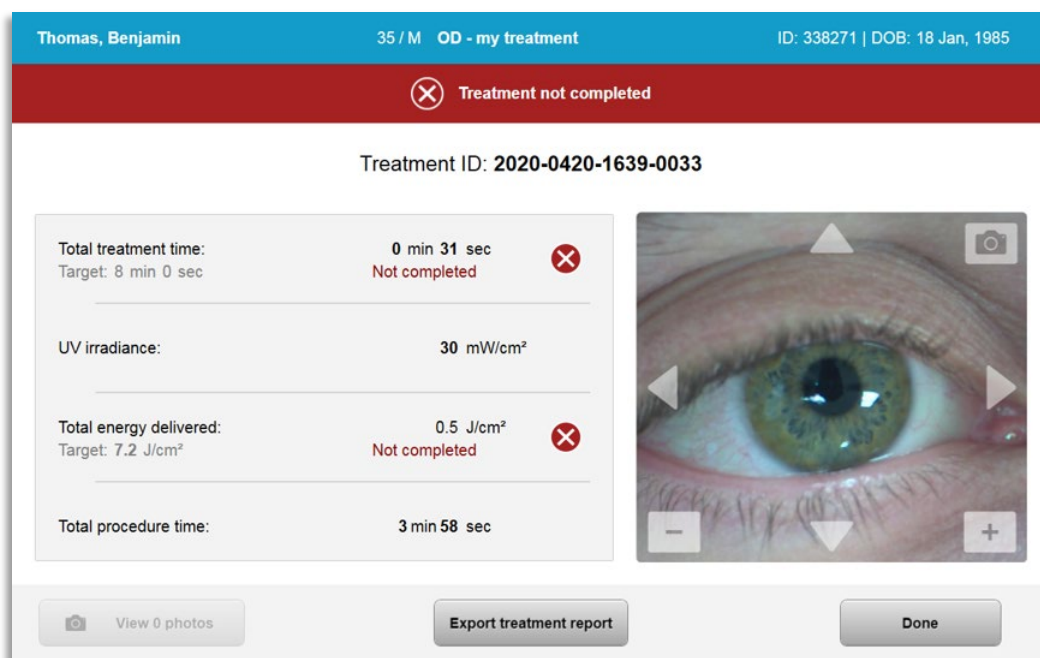 Thomas, Benjamin 35 / M OD - my treatment ID: 338271 | DOB: 18 Jan, 1985
Treatment not completed
Treatment ID: 2020-0420-1639-0033
Total treatment time: 0 min 31 sec
Target: 8 min 0 sec Not completed
UV irradiance: 30 mW/cm²
Total energy delivered: 0.5 J/cm²
Target: 7.2 J/cm² Not completed
Total procedure time: 3 min 58 sec
View 0 photos Export treatment report Done